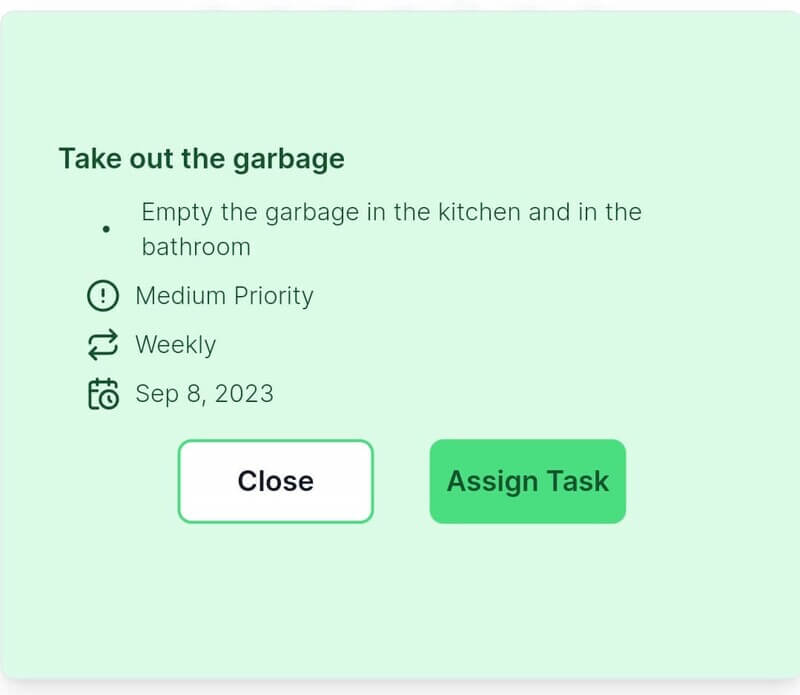 Take out the garbage
Empty the garbage in the kitchen and in the
bathroom
Medium Priority
Weekly
Sep 8, 2023
Close
Assign Task